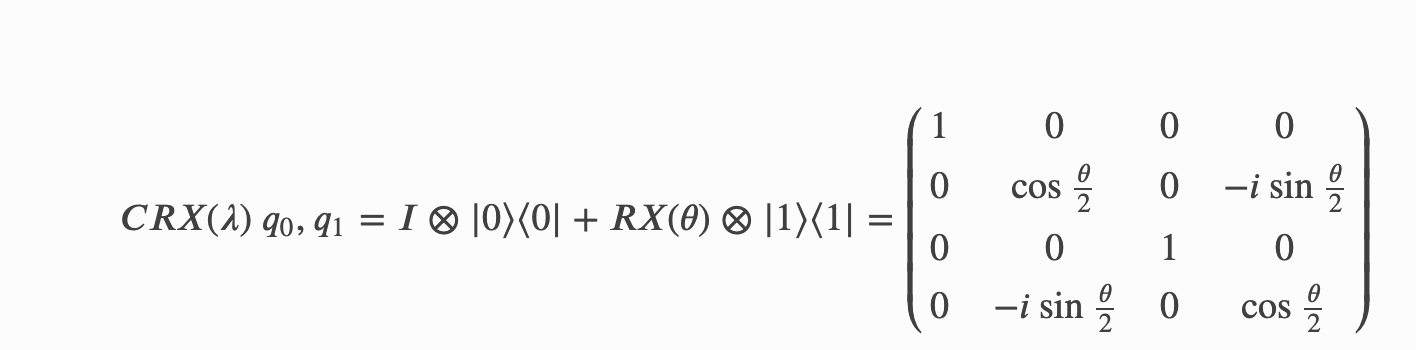 CRX(λ) q₀, q₁ = I ⊗ |0⟩⟨0| + RX(θ) ⊗ |1⟩⟨1| =
1 0 0 0
0 cos θ/2 0 −i sin θ/2
0 0 1 0
0 −i sin θ/2 0 cos θ/2